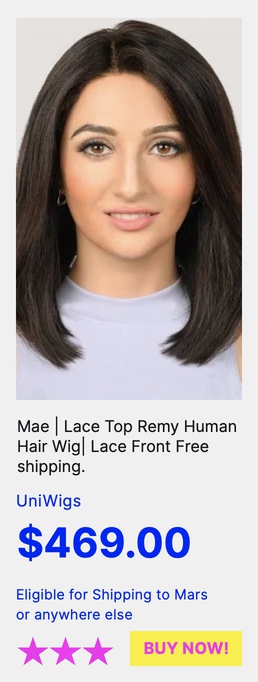 Mae | Lace Top Remy Human
Hair Wig| Lace Front Free
shipping.
UniWigs
$469.00
Eligible for Shipping to Mars
or anywhere else
BUY NOW!